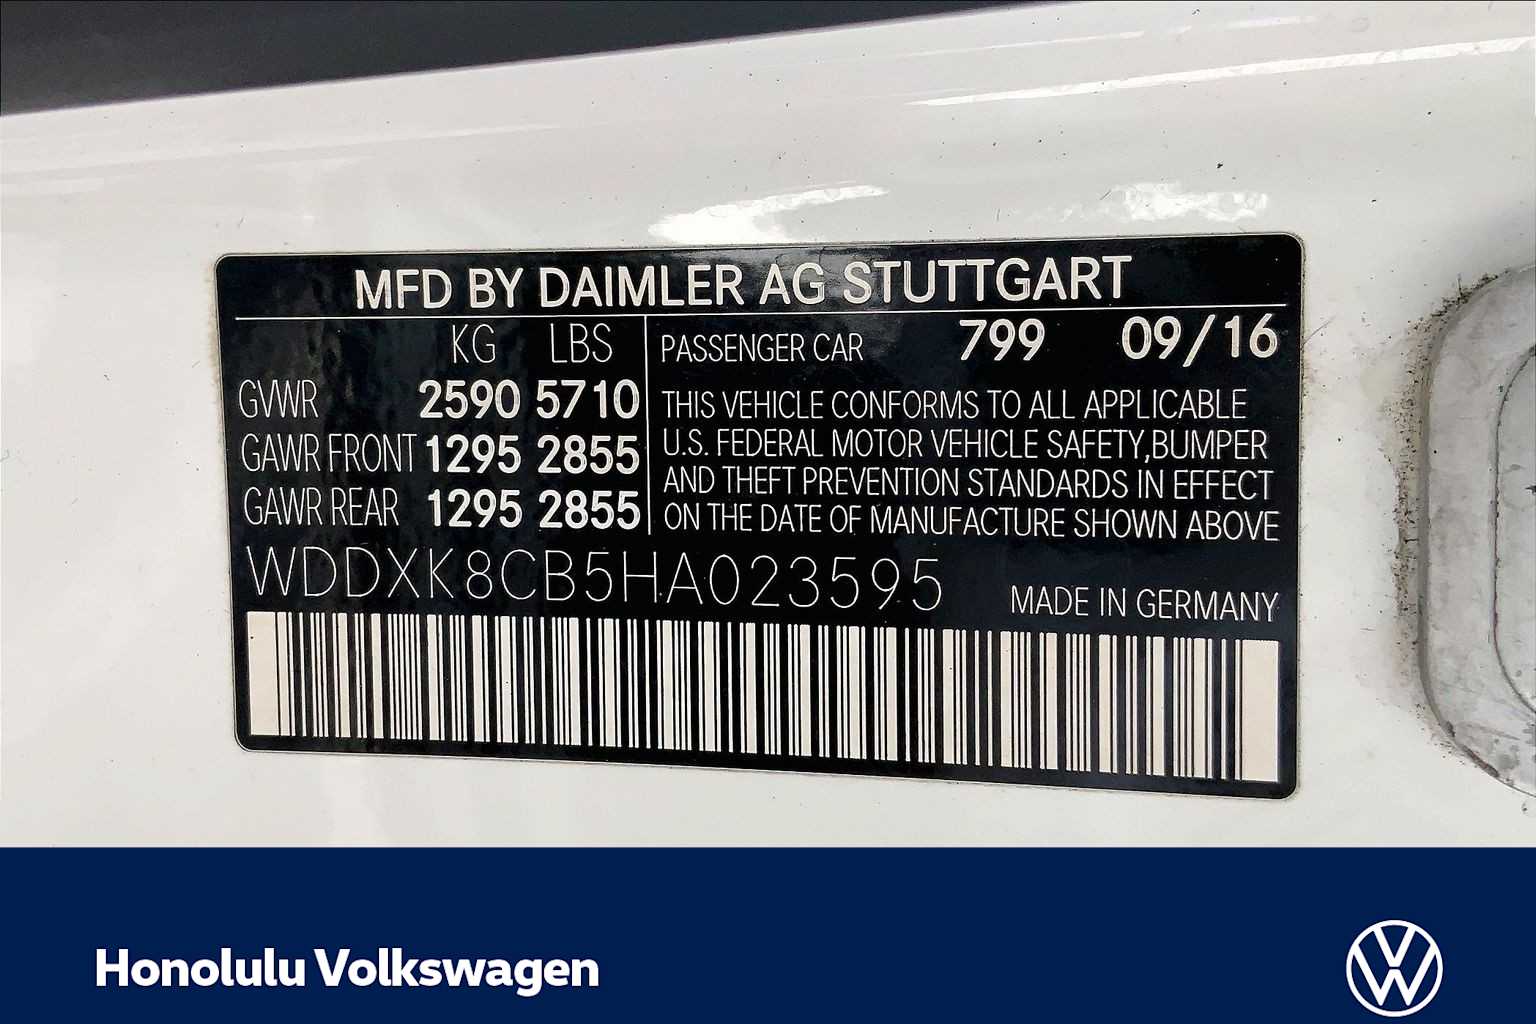 MFD BY DAIMLER AG STUTTGART
KG LBS
GVWR 2590 5710
GAWR FRONT 1295 2855
GAWR REAR 1295 2855
PASSENGER CAR 799 09/16
THIS VEHICLE CONFORMS TO ALL APPLICABLE
U.S. FEDERAL MOTOR VEHICLE SAFETY,BUMPER
AND THEFT PREVENTION STANDARDS IN EFFECT
ON THE DATE OF MANUFACTURE SHOWN ABOVE
WDDXK8CB5HA023595
MADE IN GERMANY
Honolulu Volkswagen